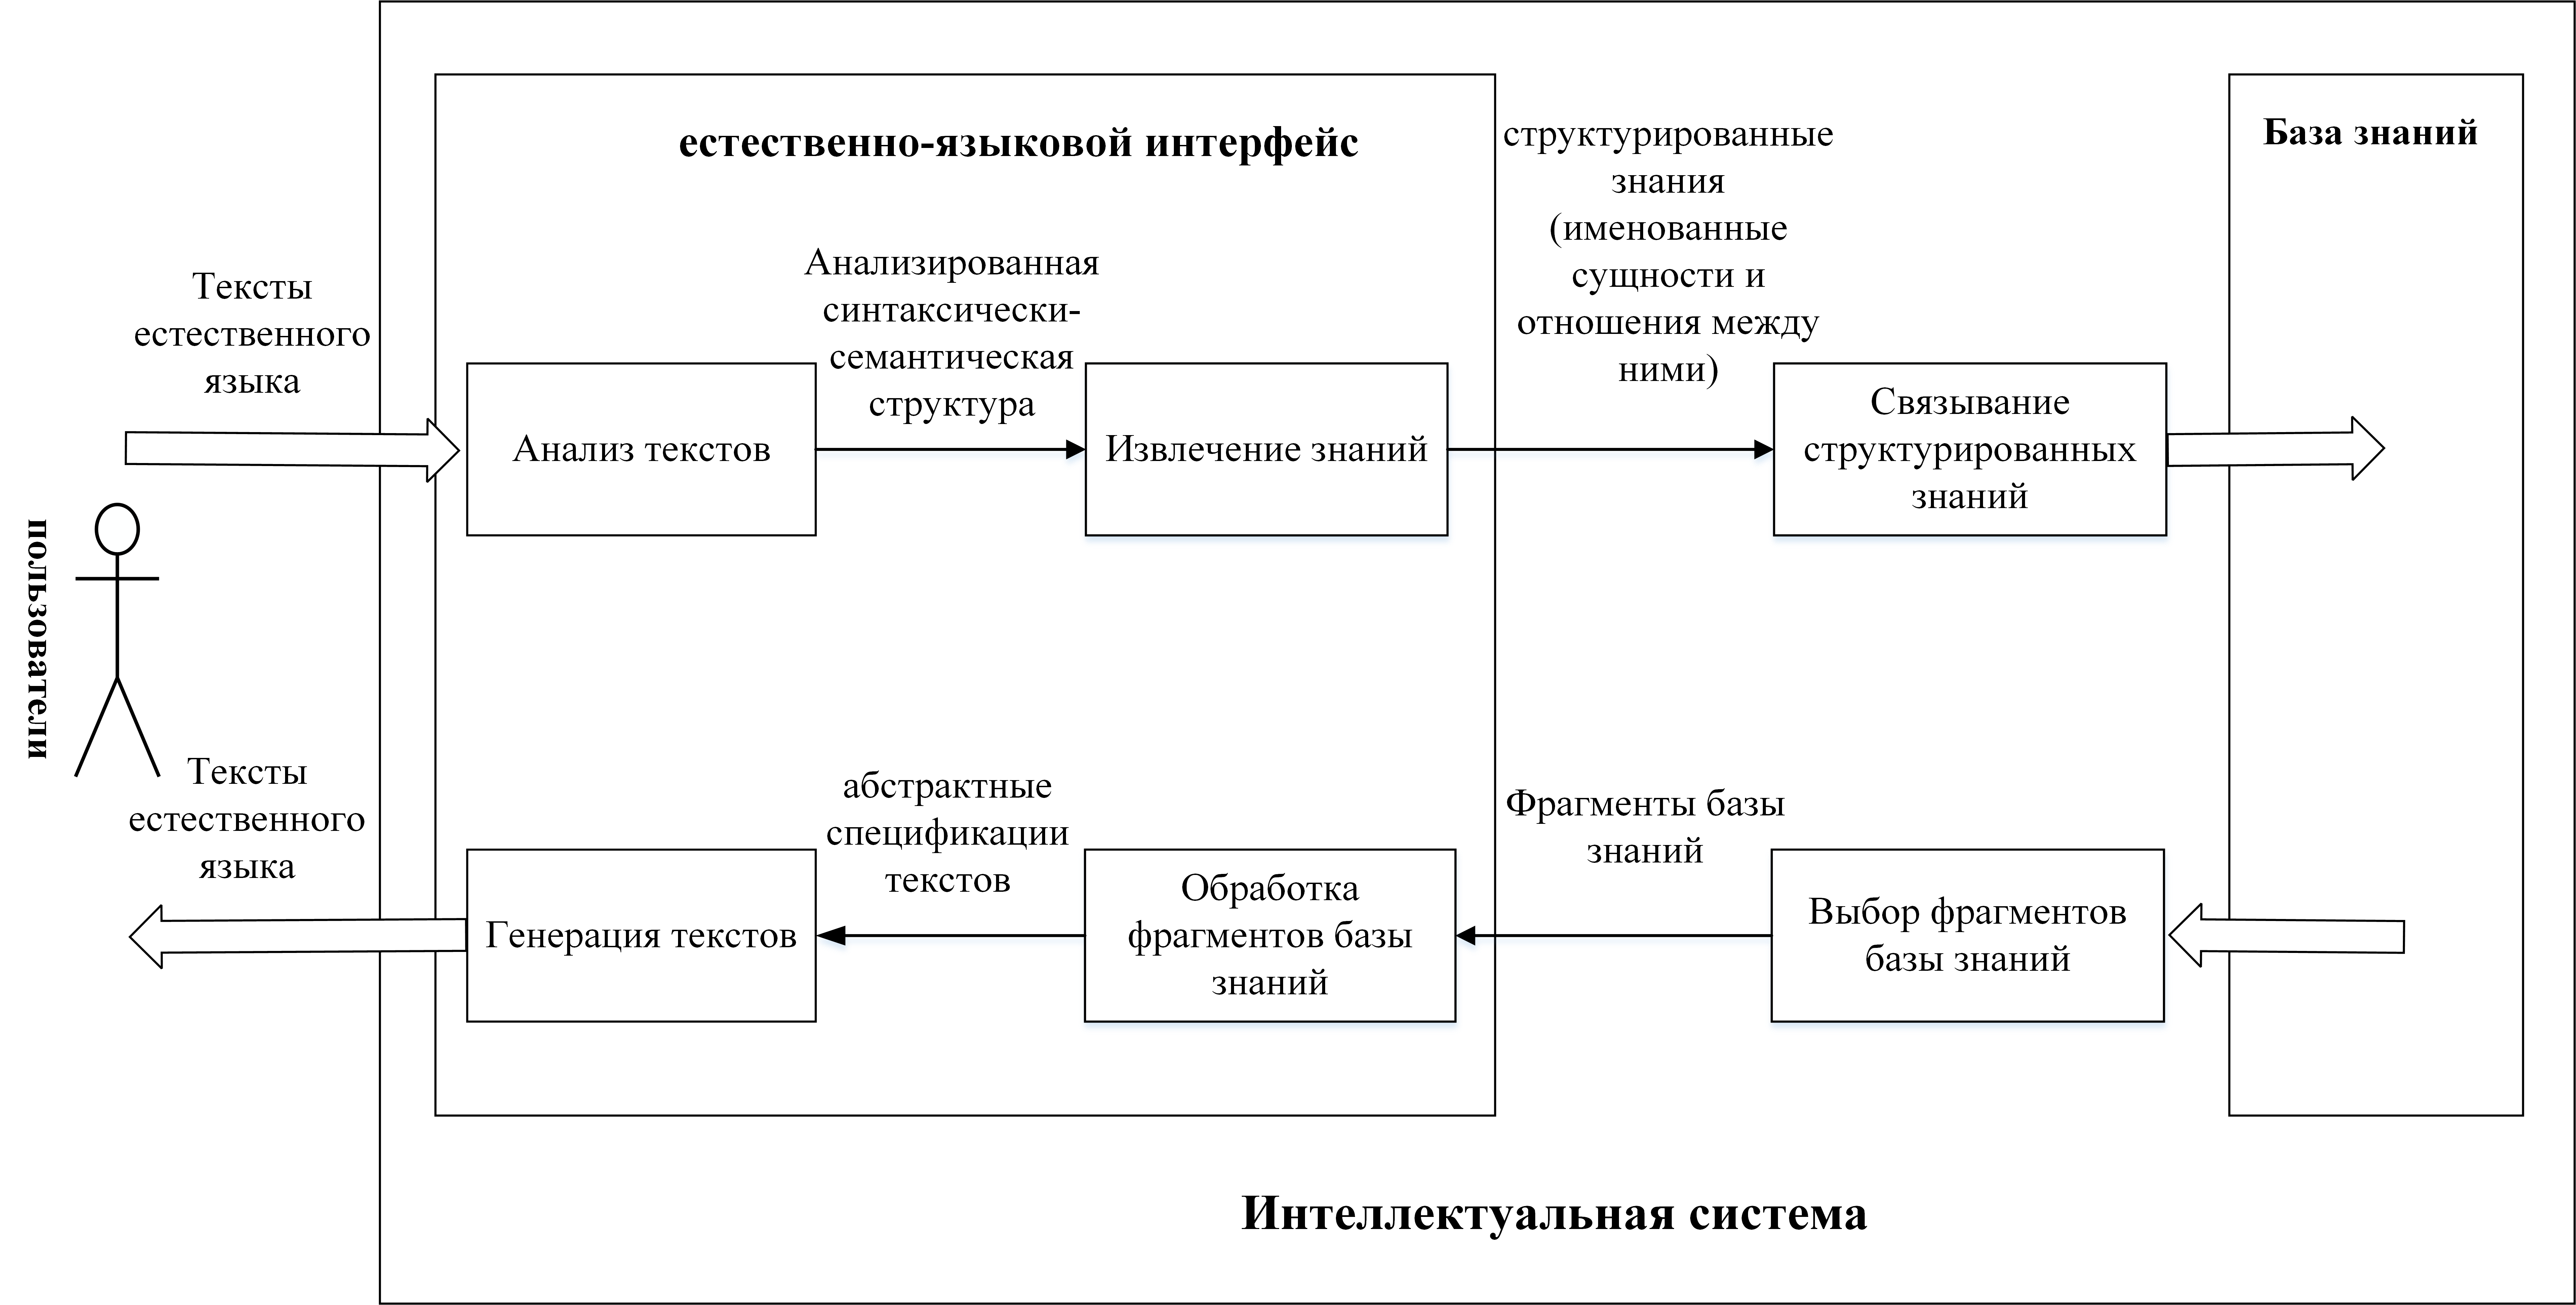 естественно-языковой интерфейс
База знаний
Тексты
естественного
языка
Анализированная
синтаксически-
семантическая
структура
структурированные
знания
(именованные
сущности и
отношения между
ними)
Анализ текстов
Извлечение знаний
Связывание
структурированных
знаний
пользователи
Тексты
естественного
языка
абстрактные
спецификации
текстов
Фрагменты базы
знаний
Генерация текстов
Обработка
фрагментов базы
знаний
Выбор фрагментов
базы знаний
Интеллектуальная система